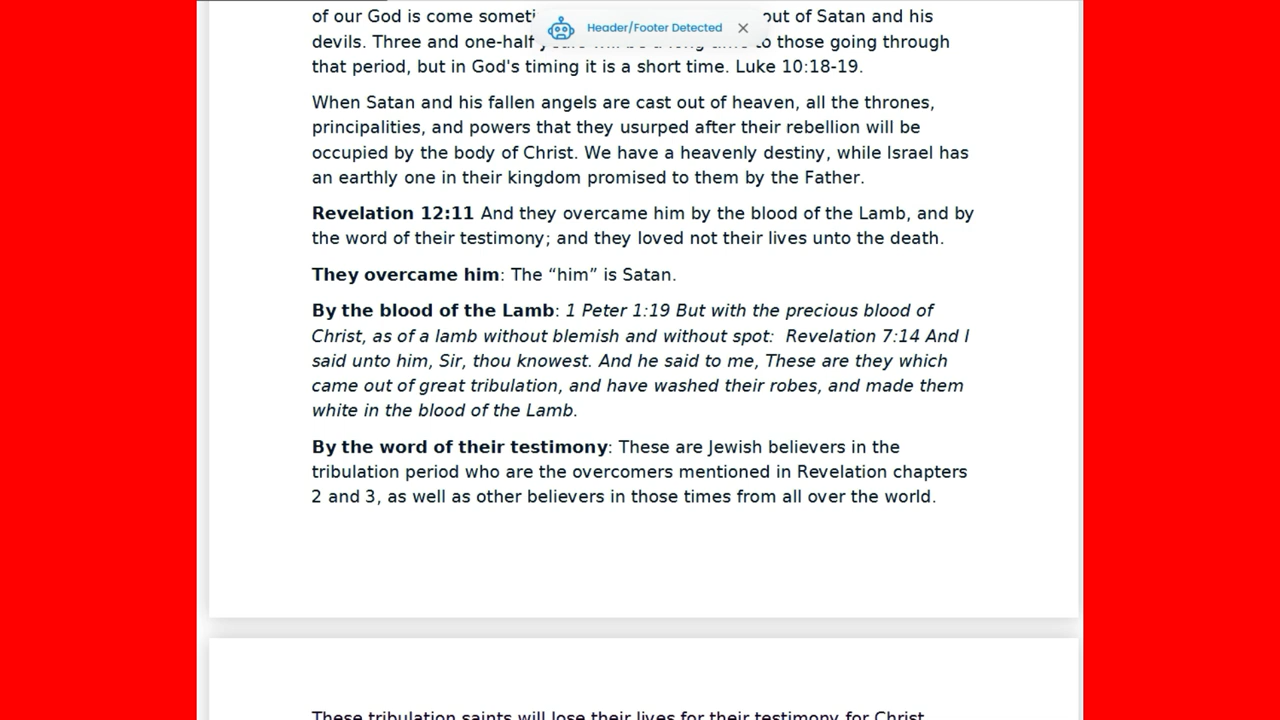 of our God is come someti out of Satan and his
Header/Footer Detected
devils. Three and one-half to those going through
that period, but in God's timing it is a short time. Luke 10:18-19.
When Satan and his fallen angels are cast out of heaven, all the thrones,
principalities, and powers that they usurped after their rebellion will be
occupied by the body of Christ. We have a heavenly destiny, while Israel has
an earthly one in their kingdom promised to them by the Father.
Revelation 12:11 And they overcame him by the blood of the Lamb, and by
the word of their testimony; and they loved not their lives unto the death.
They overcame him: The “him” is Satan.
By the blood of the Lamb: 1 Peter 1:19 But with the precious blood of
Christ, as of a lamb without blemish and without spot:  Revelation 7:14 And I
said unto him, Sir, thou knowest. And he said to me, These are they which
came out of great tribulation, and have washed their robes, and made them
white in the blood of the Lamb.
By the word of their testimony: These are Jewish believers in the
tribulation period who are the overcomers mentioned in Revelation chapters
2 and 3, as well as other believers in those times from all over the world.
These tribulation saints will lose their lives for their testimony for Christ